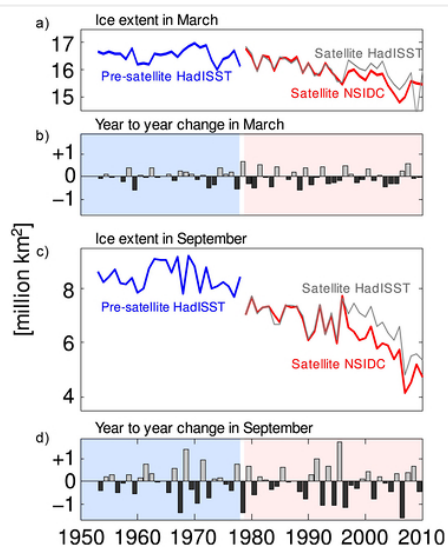 a) Ice extent in March
17
16
15
Satellite HadISST
Pre-satellite HadISST
Satellite NSIDC
b) Year to year change in March
+1
0
−1
[million km²]
c) Ice extent in September
8
6
4
Satellite HadISST
Pre-satellite HadISST
Satellite NSIDC
d) Year to year change in September
+1
0
−1
1950 1960 1970 1980 1990 2000 2010